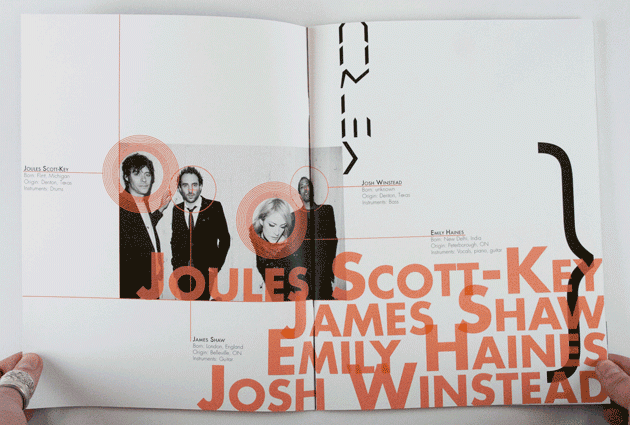 JOULES SCOTT-KEY
Born: Flint, Michigan
Origin: Denton, Texas
Instruments: Drums
JOSH WINSTEAD
Born: unknown
Origin: Denton, Texas
Instruments: Bass
EMILY HAINES
Born: New Delhi, India
Origin: Peterborough, ON
Instruments: Vocals, piano, guitar
JAMES SHAW
Born: London, England
Origin: Belleville, ON
Instruments: Guitar
JOULES SCOTT-KEY
JAMES SHAW
EMILY HAINES
JOSH WINSTEAD